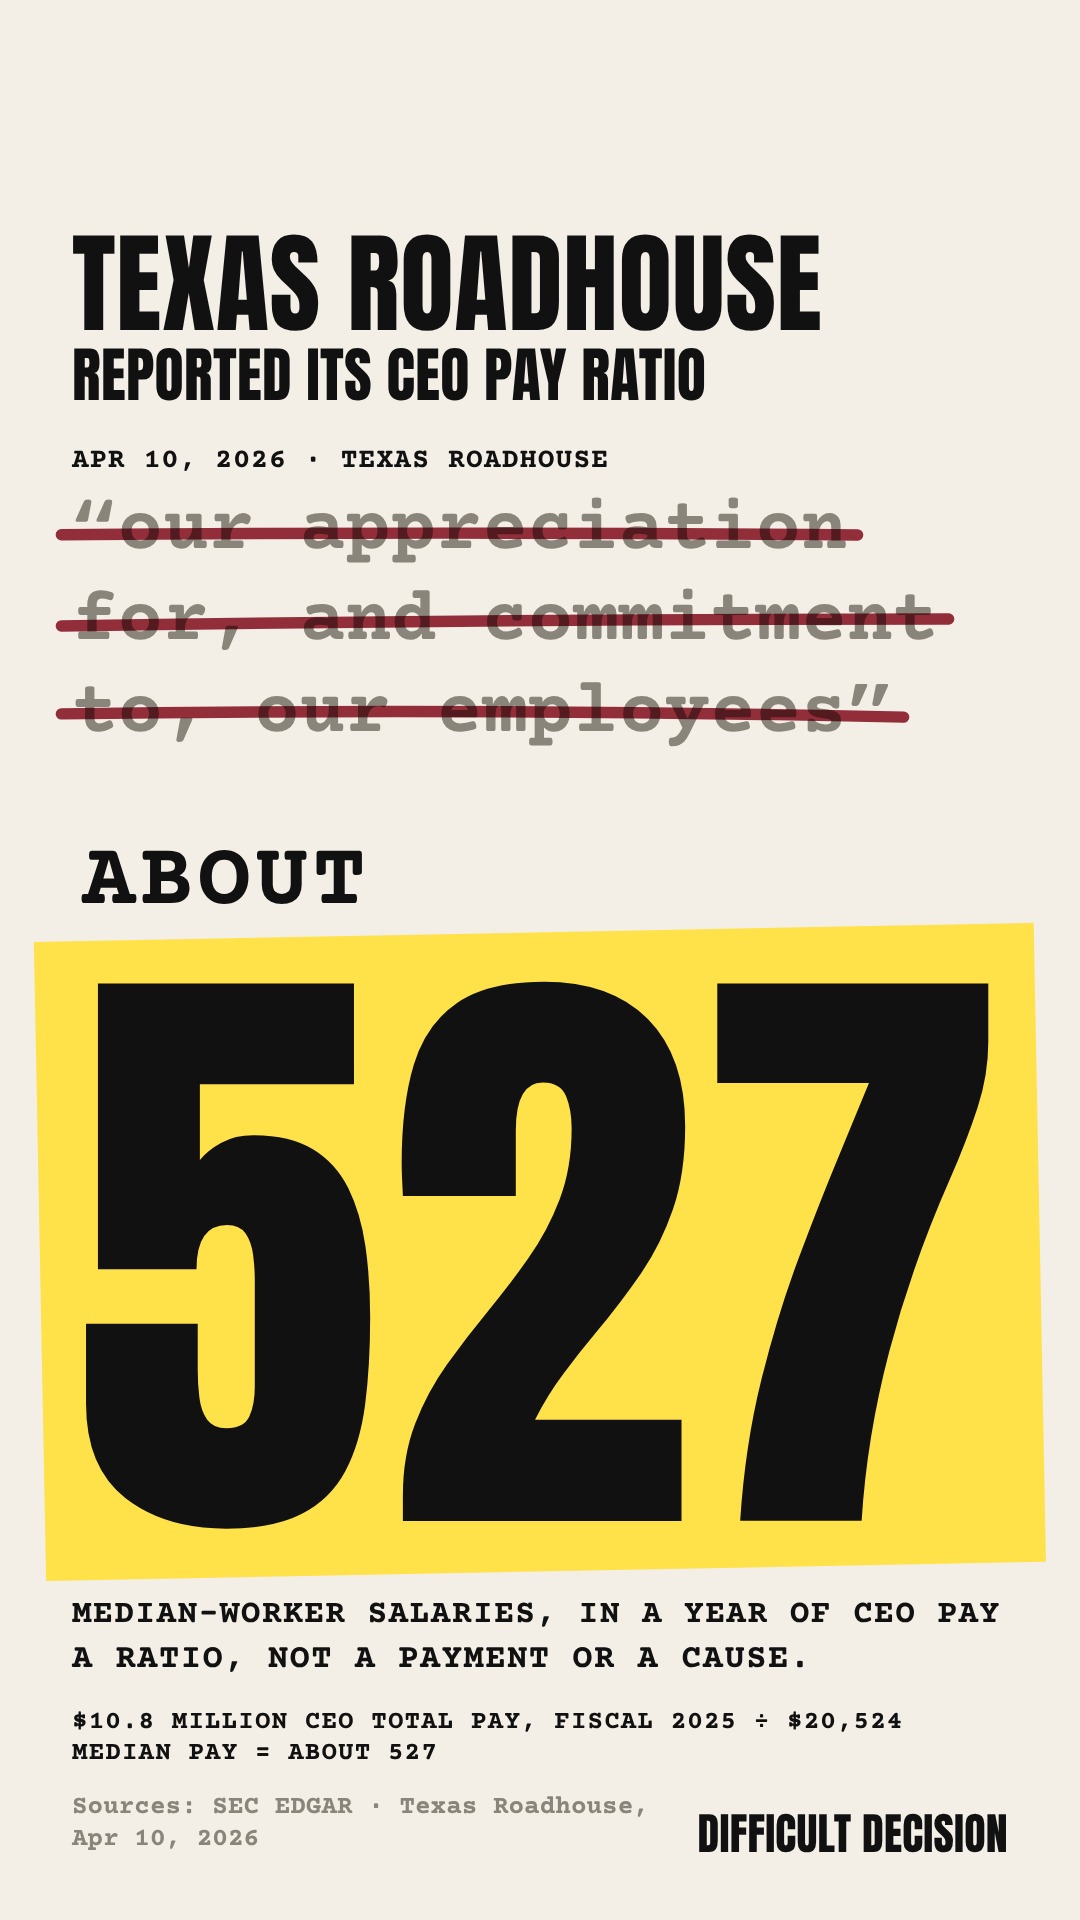 TEXAS ROADHOUSE
REPORTED ITS CEO PAY RATIO
APR 10, 2026 · TEXAS ROADHOUSE
“our appreciation
for, and commitment
to, our employees”
ABOUT
527
MEDIAN-WORKER SALARIES, IN A YEAR OF CEO PAY
A RATIO, NOT A PAYMENT OR A CAUSE.
$10.8 MILLION CEO TOTAL PAY, FISCAL 2025 ÷ $20,524
MEDIAN PAY = ABOUT 527
Sources: SEC EDGAR · Texas Roadhouse,
Apr 10, 2026
DIFFICULT DECISION